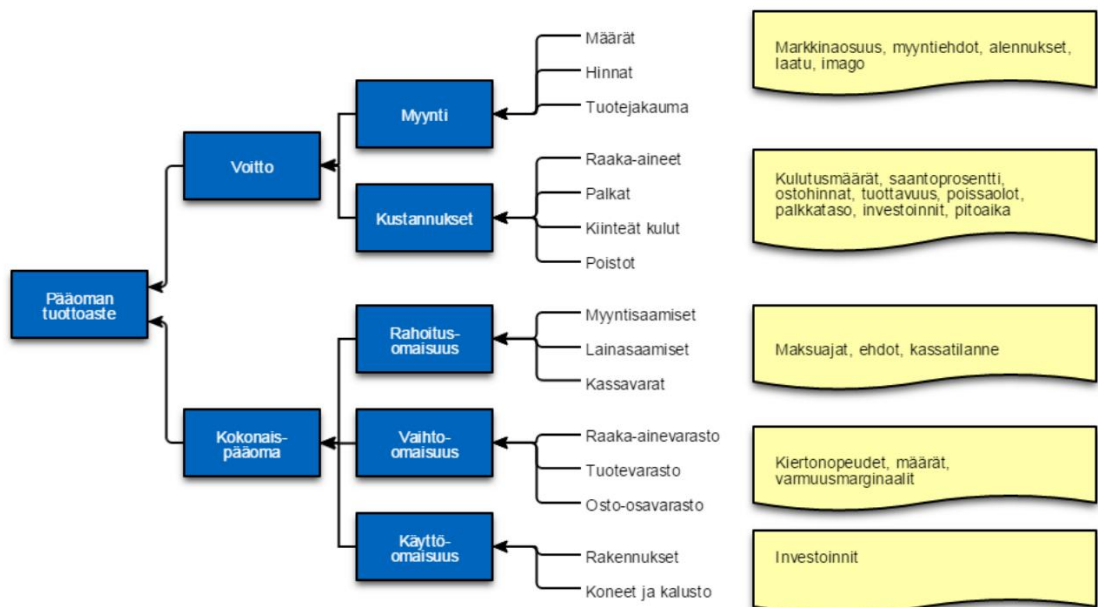 Määrät
Hinnat
Tuotejakauma
Myynti
Markkinaosuus, myyntiehdot, alennukset,
laatu, imago
Voitto
Raaka-aineet
Palkat
Kiinteät kulut
Poistot
Kustannukset
Kulutusmäärät, saantoprosentti,
ostohinnat, tuottavuus, poissaolot,
palkkataso, investoinnit, pitoaika
Pääoman
tuottoaste
Myyntisaamiset
Lainasaamiset
Kassavarat
Rahoitus-
omaisuus
Maksuajat, ehdot, kassatilanne
Kokonais-
pääoma
Vaihto-
omaisuus
Raaka-ainevarasto
Tuotevarasto
Osto-osavarasto
Kiertonopeudet, määrät,
varmuusmarginaalit
Käyttö-
omaisuus
Rakennukset
Koneet ja kalusto
Investoinnit